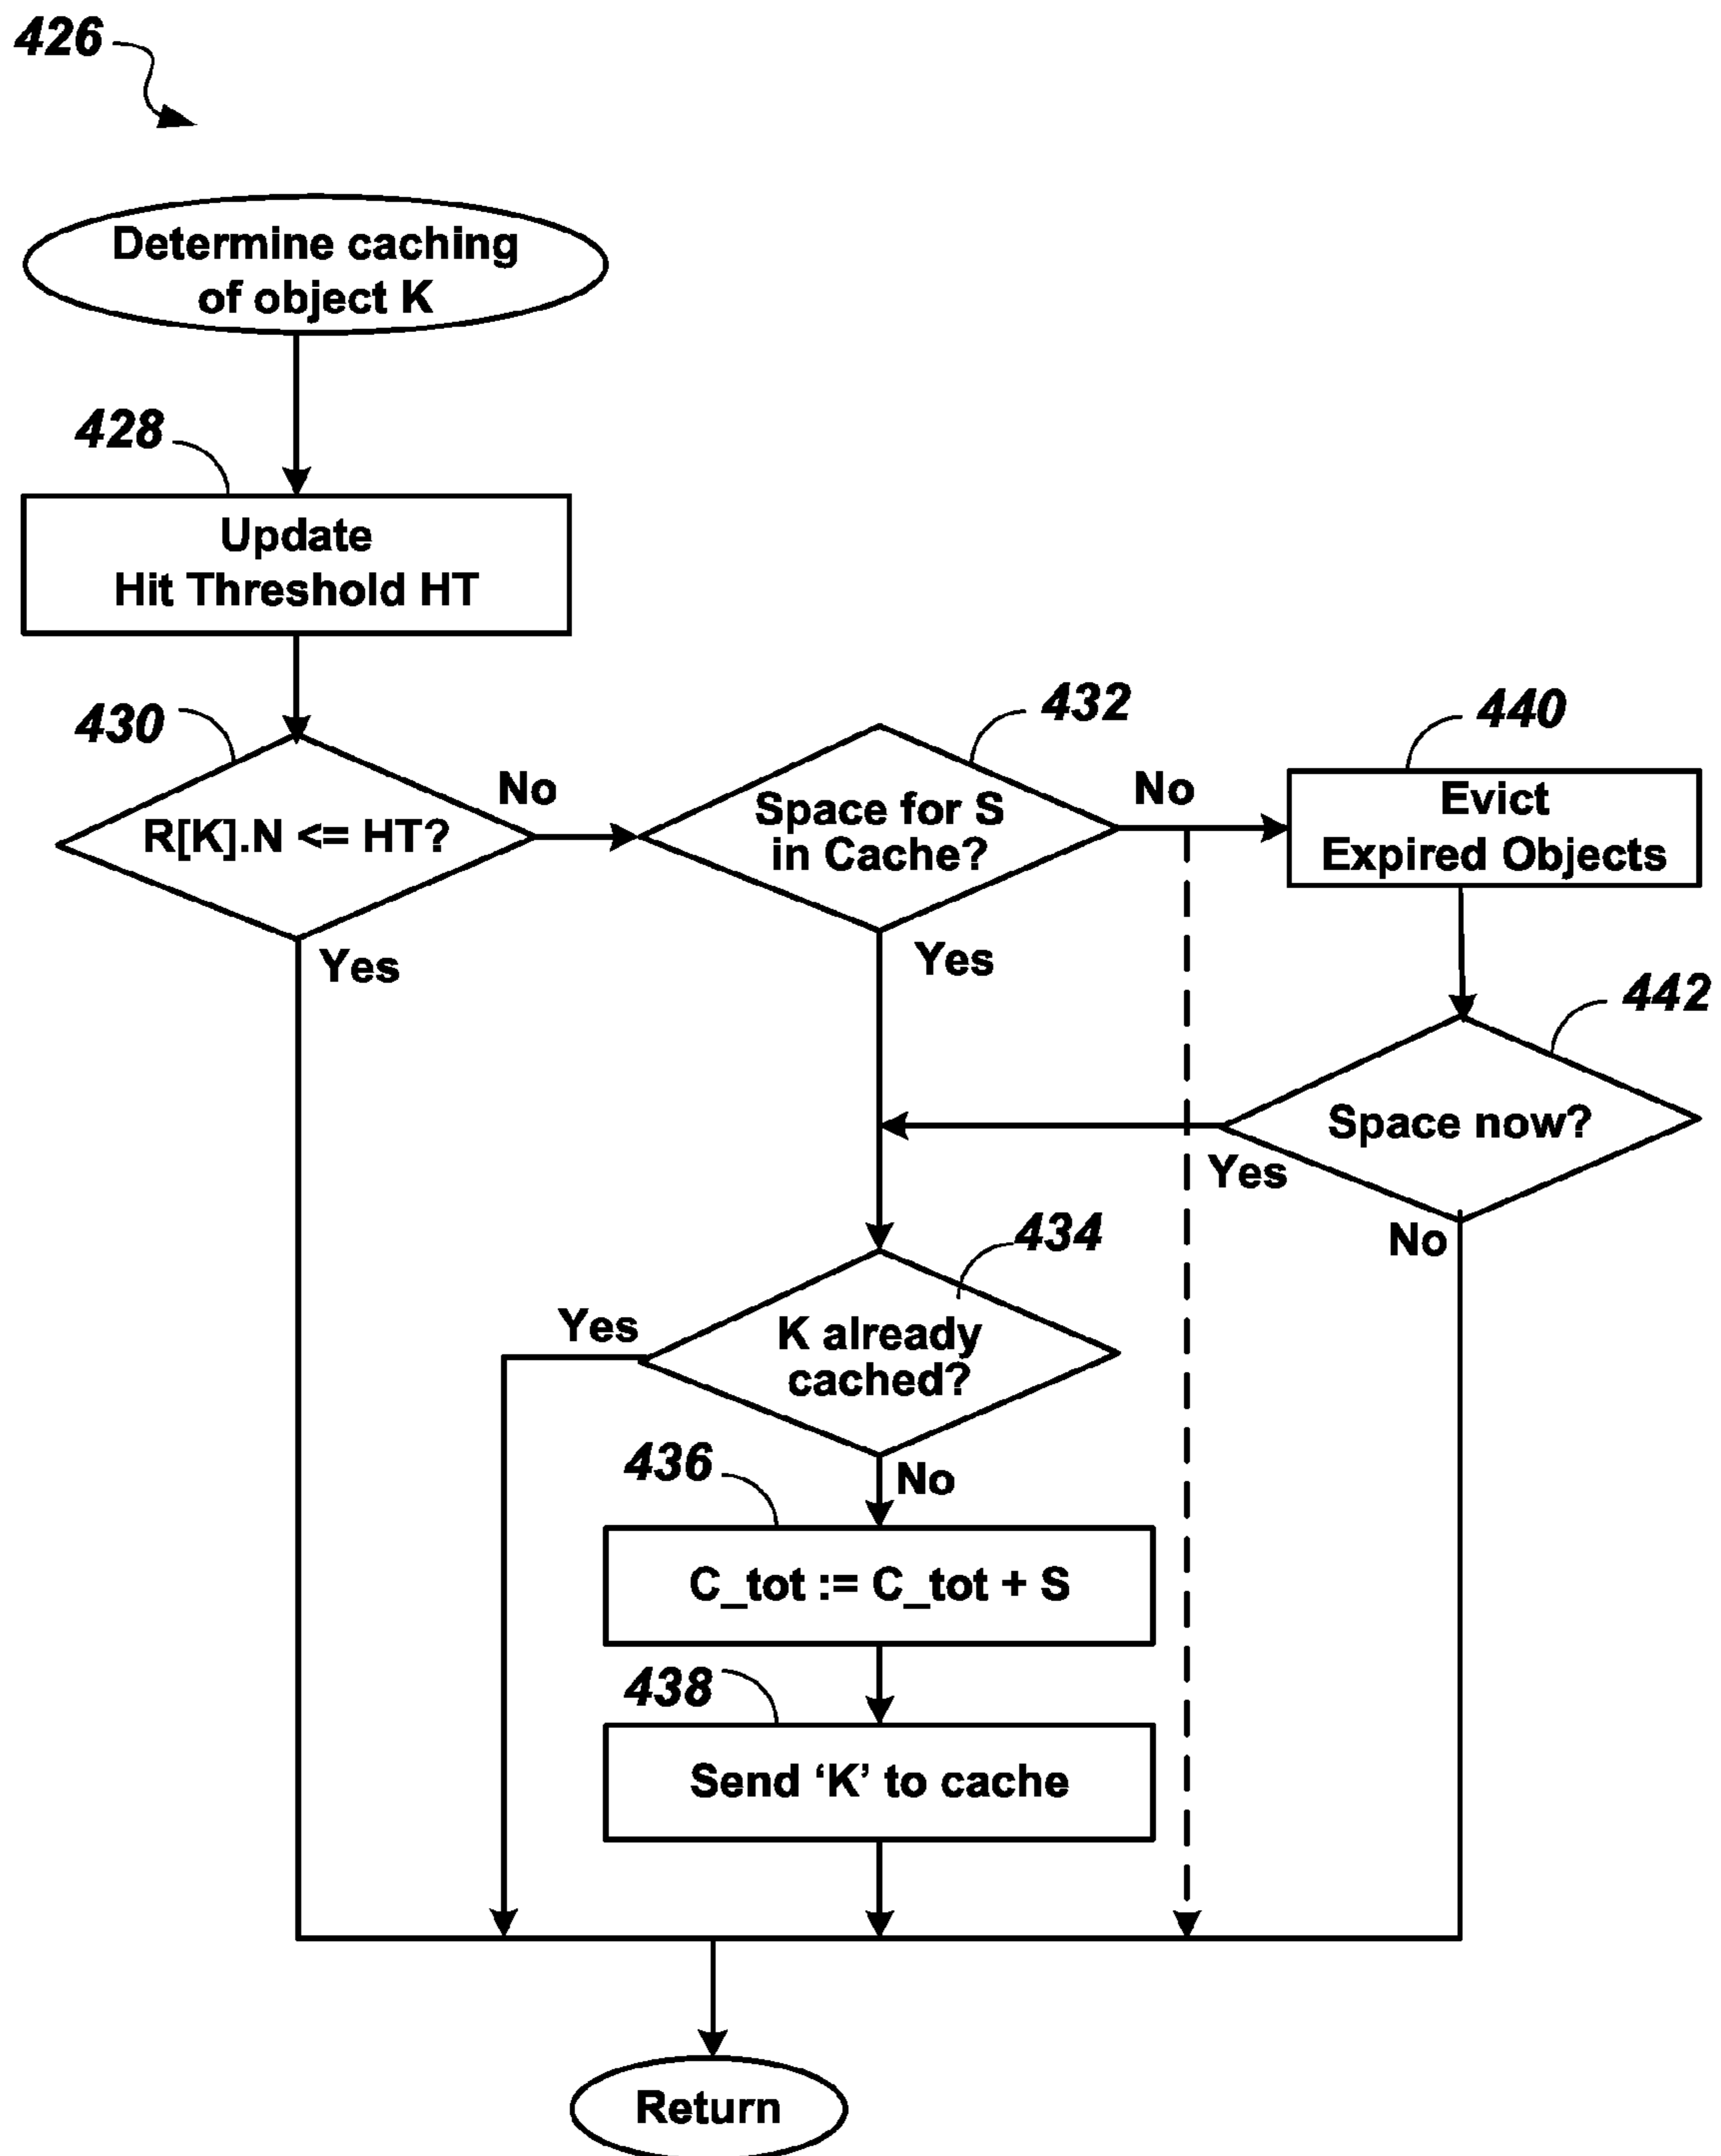 426
Determine caching
of object K
428
Update
Hit Threshold HT
430
R[K].N <= HT?
No
Yes
432
Space for S
in Cache?
No
Yes
440
Evict
Expired Objects
442
Space now?
Yes
No
434
K already
cached?
Yes
No
436
C_tot := C_tot + S
438
Send ‘K’ to cache
Return